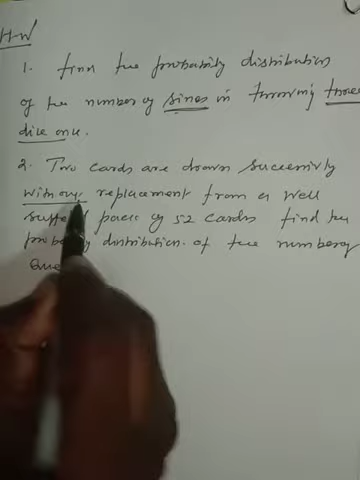 HW
1. find the probability distribution
of the number of sixes in throwing three
dice once.
2. Two cards are drawn successively
without replacement from a well
suffled pack of 52 cards find the
probability distribution of the number of